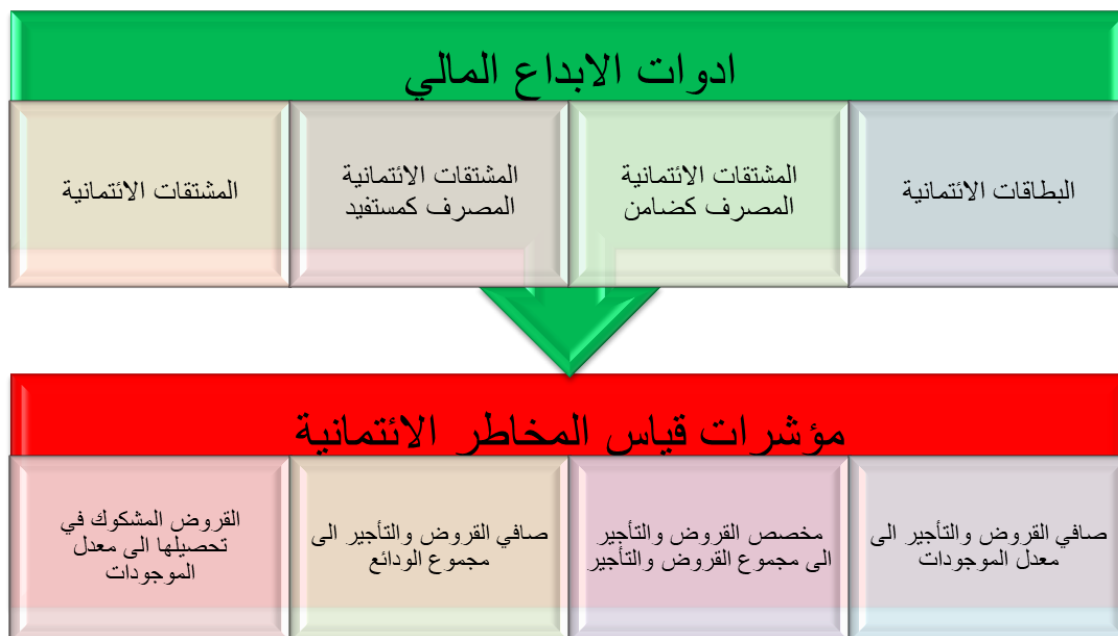 ادوات الابداع المالي
البطاقات الائتمانية
المشتقات الائتمانية
المصرف كضامن
المشتقات الائتمانية
المصرف كمستفيد
المشتقات الائتمانية
مؤشرات قياس المخاطر الائتمانية
صافي القروض والتأجير الى
معدل الموجودات
مخصص القروض والتأجير
الى مجموع القروض والتأجير
صافي القروض والتأجير الى
مجموع الودائع
القروض المشكوك في
تحصيلها الى معدل
الموجودات